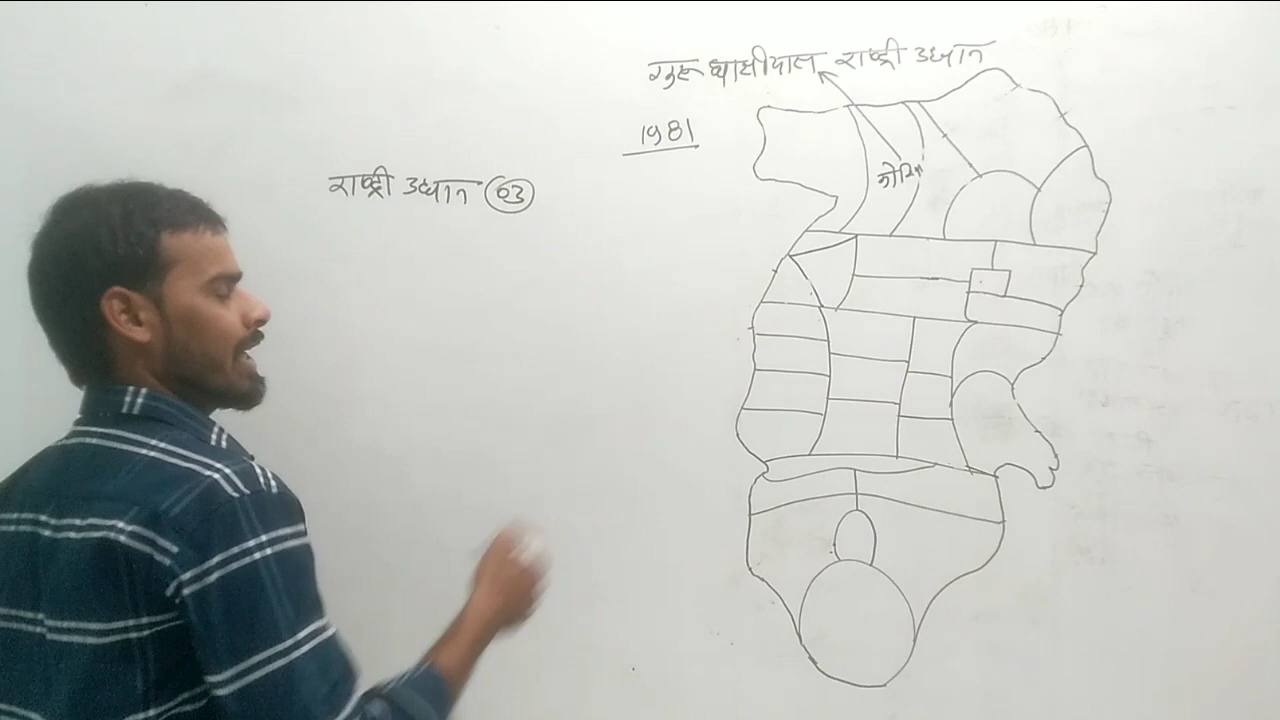 गुरु घासीदास राष्ट्री उद्यान
1981
राष्ट्री उद्यान 03
कोरिया